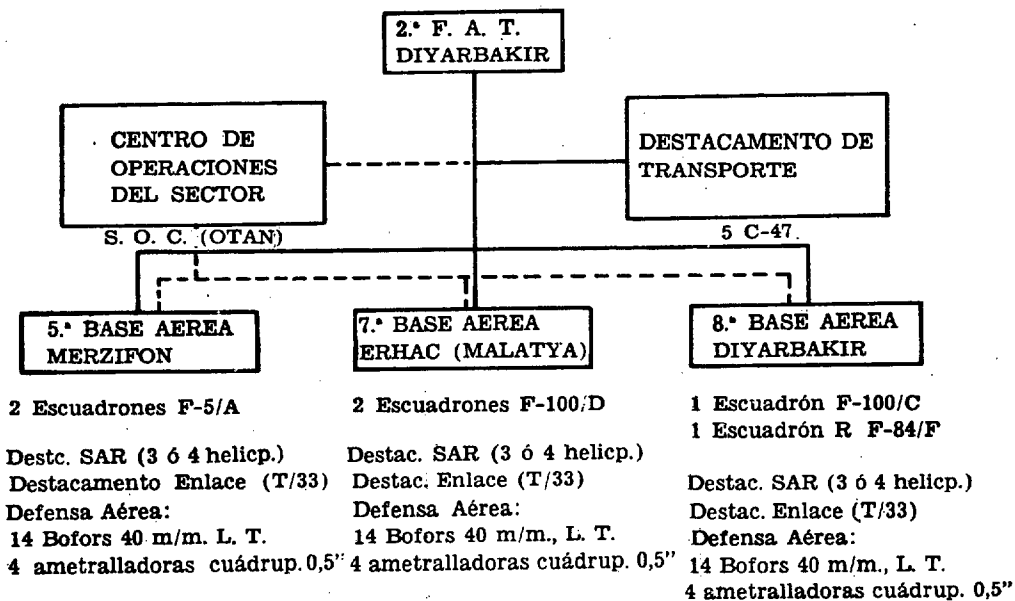 2.ª F. A. T.
DIYARBAKIR
CENTRO DE
OPERACIONES
DEL SECTOR
DESTACAMENTO DE
TRANSPORTE
S. O. C. (OTAN)
5 C-47.
5.ª BASE AEREA
MERZIFON
7.ª BASE AEREA
ERHAC (MALATYA)
8.ª BASE AEREA
DIYARBAKIR
2 Escuadrones F-5/A
Destc. SAR (3 ó 4 helicp.)
Destacamento Enlace (T/33)
Defensa Aérea:
14 Bofors 40 m/m. L. T.
4 ametralladoras cuádrup. 0,5"
2 Escuadrones F-100/D
Destac. SAR (3 ó 4 helicp.)
Destac. Enlace (T/33)
Defensa Aérea:
14 Bofors 40 m/m., L. T.
4 ametralladoras cuádrup. 0,5"
1 Escuadrón F-100/C
1 Escuadrón R F-84/F
Destac. SAR (3 ó 4 helicp.)
Destac. Enlace (T/33)
Defensa Aérea:
14 Bofors 40 m/m., L. T.
4 ametralladoras cuádrup. 0,5"